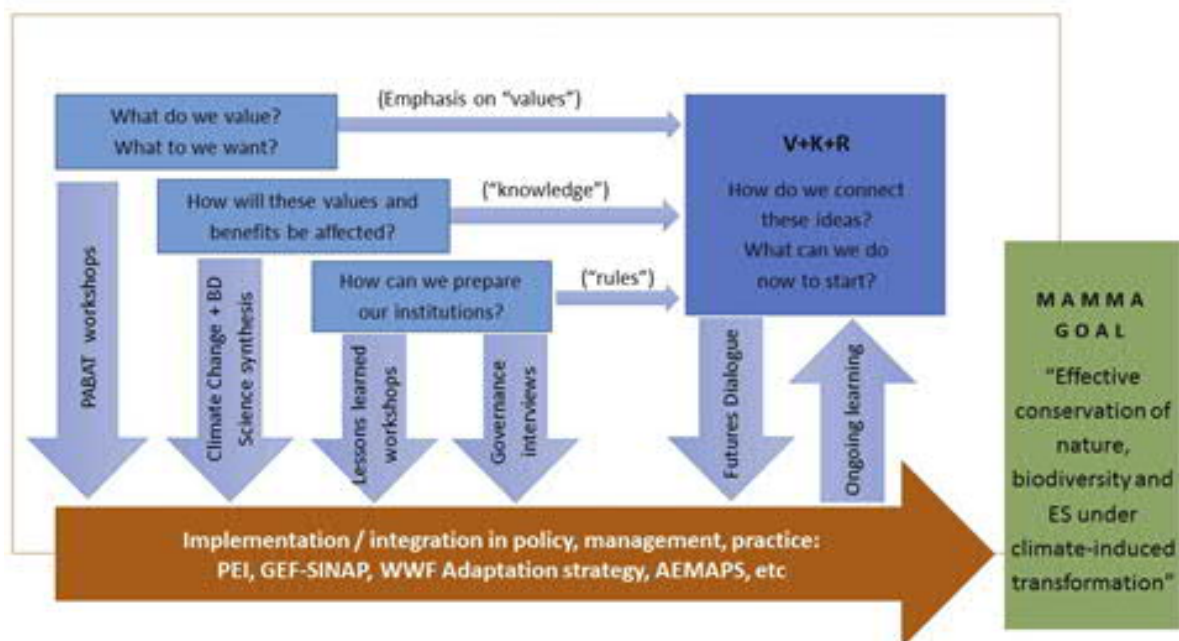 What do we value?
What to we want?
(Emphasis on "values")
How will these values and
benefits be affected?
("knowledge")
How can we prepare
our institutions?
("rules")
V+K+R
How do we connect
these ideas?
What can we do
now to start?
PABAT workshops
Climate Change + BD
Science synthesis
Lessons learned
workshops
Governance
interviews
Futures Dialogue
Ongoing learning
Implementation / integration in policy, management, practice:
PEI, GEF-SINAP, WWF Adaptation strategy, AEMAPS, etc
MAMMA
GOAL
"Effective
conservation of
nature,
biodiversity and
ES under
climate-induced
transformation"